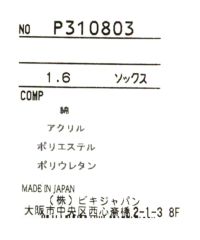 NO P310803
1.6 ソックス
COMP
綿
アクリル
ポリエステル
ポリウレタン
MADE IN JAPAN
(株)ビキジャパン
大阪市中央区西心斎橋2-1-3 8F